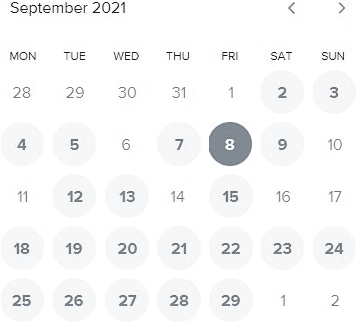 September 2021
MON TUE WED THU FRI SAT SUN
28 29 30 31 1 2 3
4 5 6 7 8 9 10
11 12 13 14 15 16 17
18 19 20 21 22 23 24
25 26 27 28 29 1 2